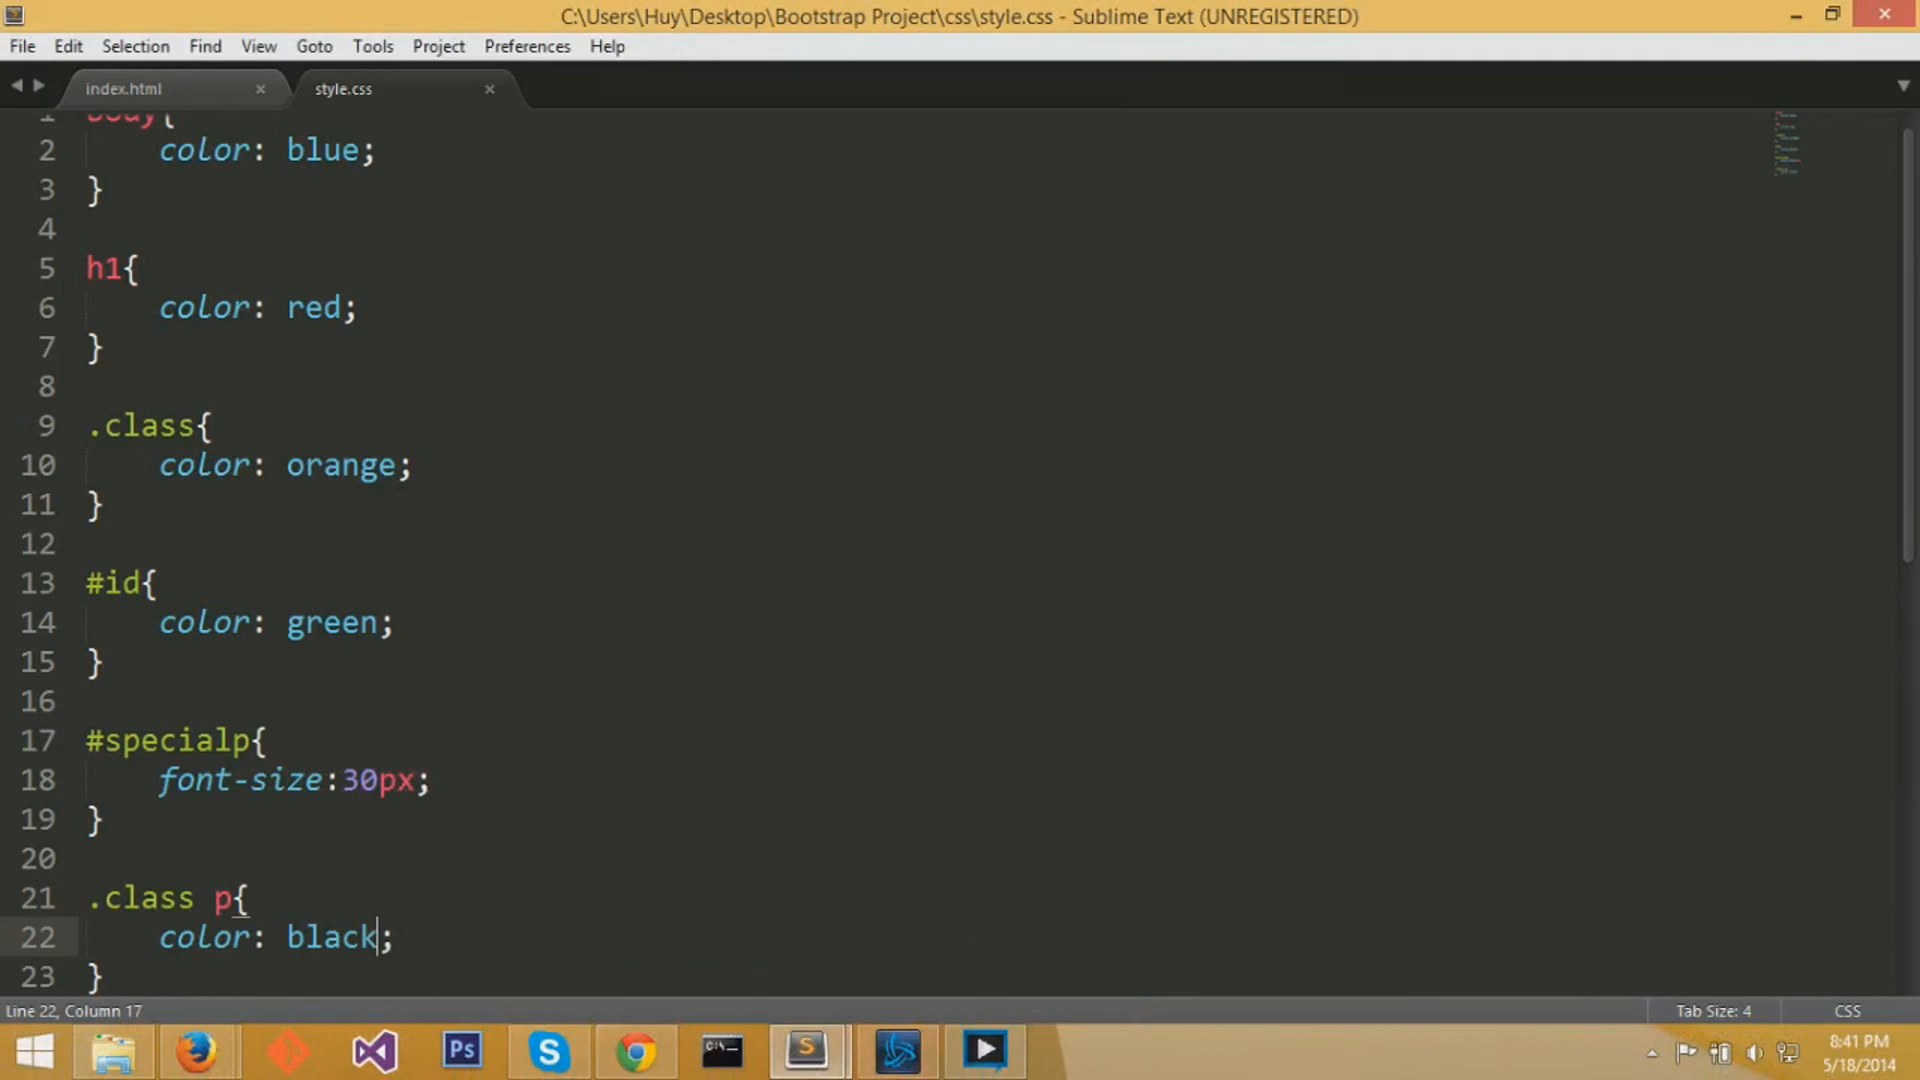 C:\Users\Huy\Desktop\Bootstrap Project\css\style.css - Sublime Text (UNREGISTERED)
File Edit Selection Find View Goto Tools Project Preferences Help
index.html × style.css ×
1 body{
2 color: blue;
3 }
4
5 h1{
6 color: red;
7 }
8
9 .class{
10 color: orange;
11 }
12
13 #id{
14 color: green;
15 }
16
17 #specialp{
18 font-size:30px;
19 }
20
21 .class p{
22 color: black;
23 }
Line 22, Column 17 Tab Size: 4 CSS
Ps S C:\ S
8:41 PM
5/18/2014